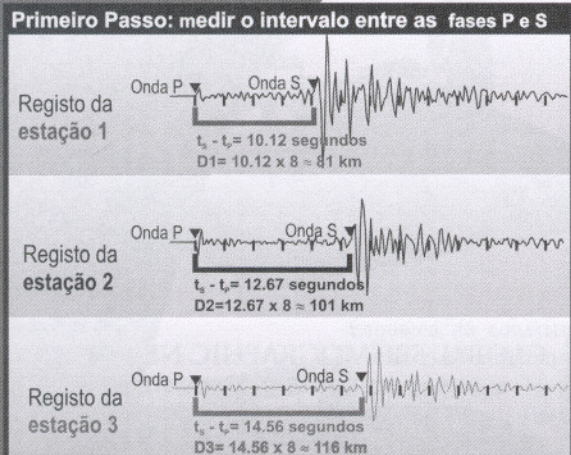 Primeiro Passo: medir o intervalo entre as fases P e S
Registo da
estação 1
Onda P
Onda S
tₛ - tₚ= 10.12 segundos
D1= 10.12 x 8 ≈ 81 km
Registo da
estação 2
Onda P
Onda S
tₛ - tₚ= 12.67 segundos
D2=12.67 x 8 ≈ 101 km
Registo da
estação 3
Onda P
Onda S
tₛ - tₚ= 14.56 segundos
D3= 14.56 x 8 ≈ 116 km